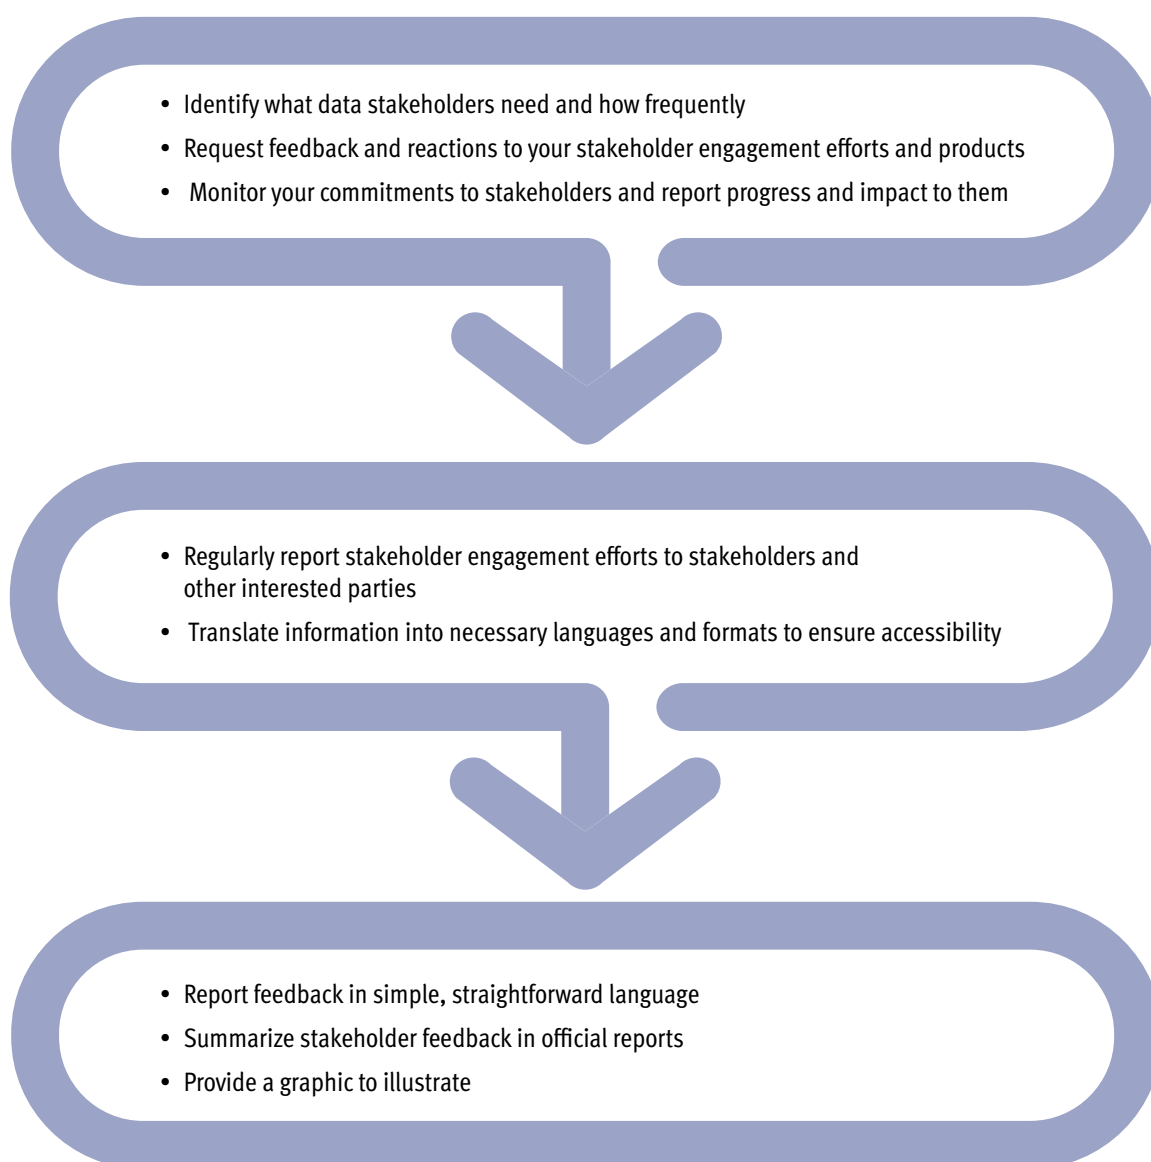 • Identify what data stakeholders need and how frequently
• Request feedback and reactions to your stakeholder engagement efforts and products
• Monitor your commitments to stakeholders and report progress and impact to them
• Regularly report stakeholder engagement efforts to stakeholders and
other interested parties
• Translate information into necessary languages and formats to ensure accessibility
• Report feedback in simple, straightforward language
• Summarize stakeholder feedback in official reports
• Provide a graphic to illustrate